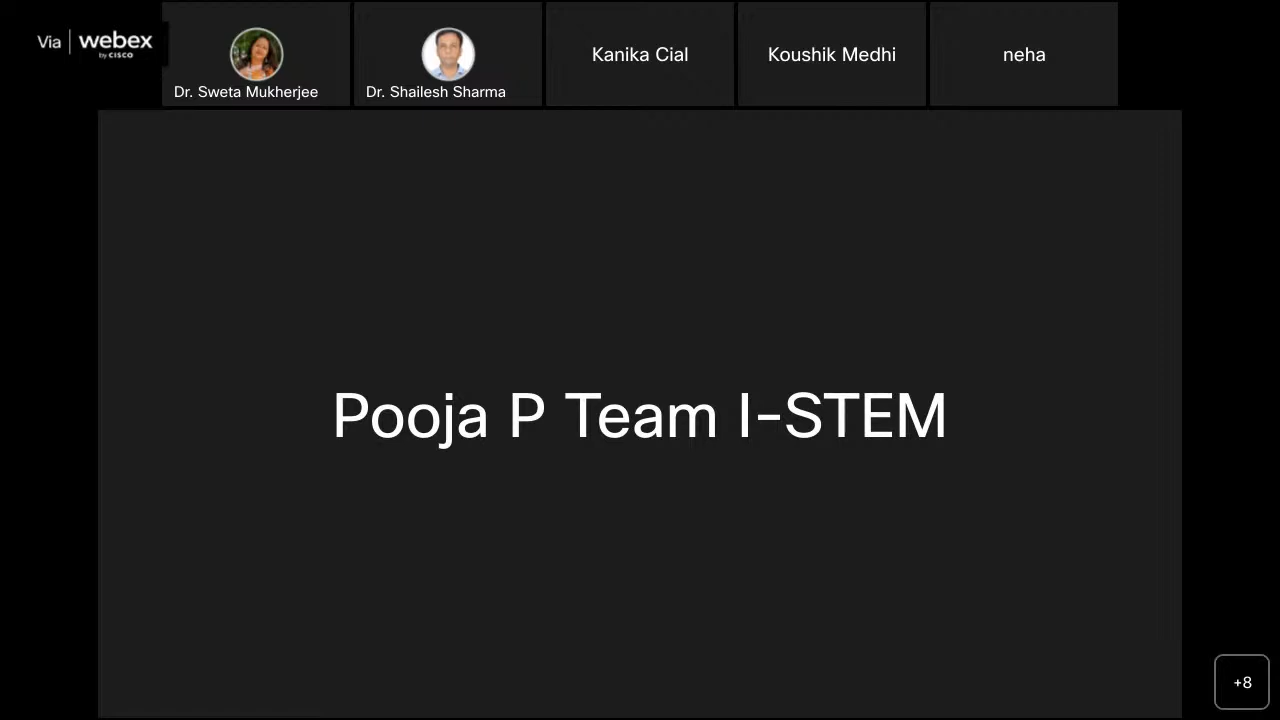 Via webex
by CISCO
Dr. Sweta Mukherjee
Dr. Shailesh Sharma
Kanika Cial
Koushik Medhi
neha
Pooja P Team I-STEM
+8